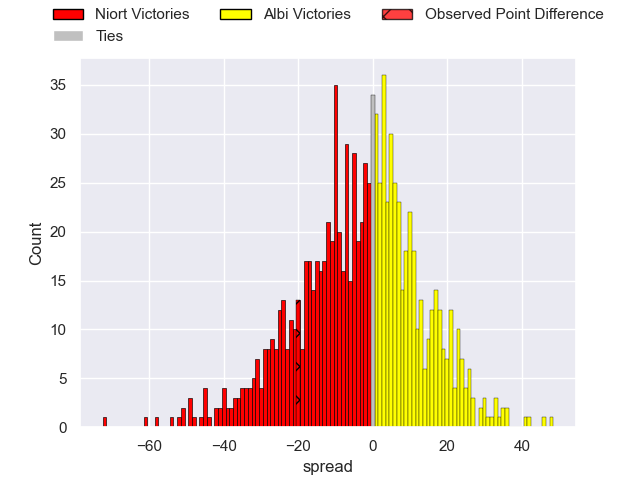 Niort Victories Albi Victories Observed Point Difference
Ties
35
30
25
20
15
10
5
0
Count
−60 −40 −20 0 20 40
spread